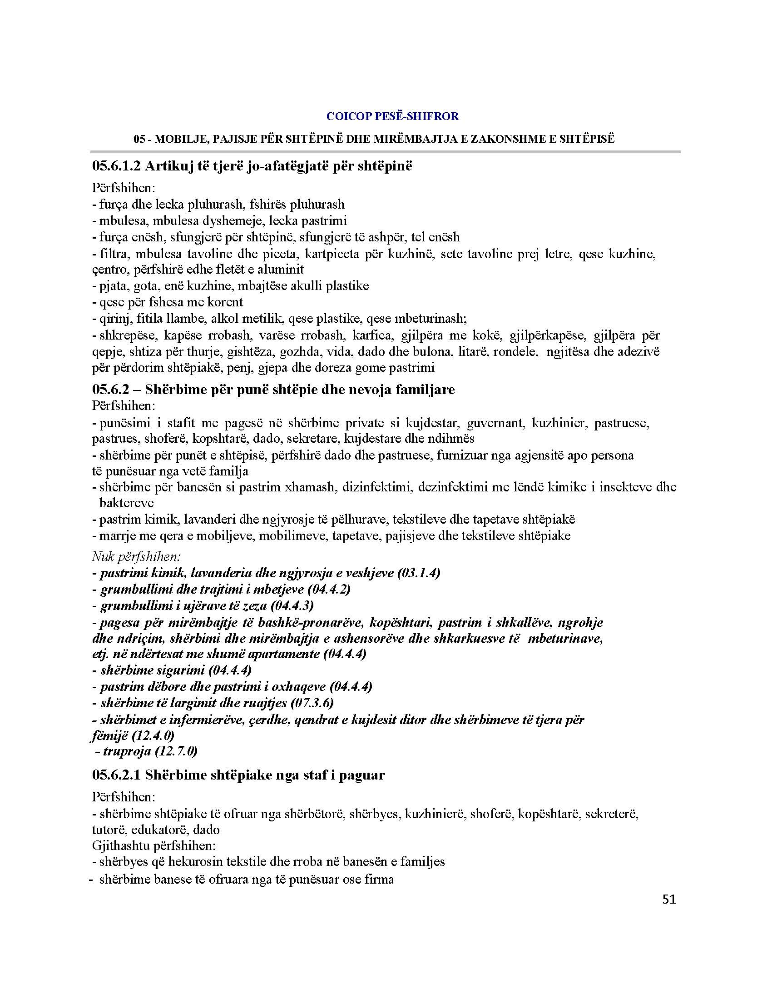 COICOP PESË-SHIFROR
05 - MOBILJE, PAJISJE PËR SHTËPINË DHE MIRËMBAJTJA E ZAKONSHME E SHTËPISË
05.6.1.2 Artikuj të tjerë jo-afatëgjatë për shtëpinë
Përfshihen:
- furça dhe lecka pluhurash, fshirës pluhurash
- mbulesa, mbulesa dyshemeje, lecka pastrimi
- furça enësh, sfungjerë për shtëpinë, sfungjerë të ashpër, tel enësh
- filtra, mbulesa tavoline dhe piceta, kartpiceta për kuzhinë, sete tavoline prej letre, qese kuzhine,
çentro, përfshirë edhe fletët e aluminit
- pjata, gota, enë kuzhine, mbajtëse akulli plastike
- qese për fshesa me korent
- qirinj, fitila llambe, alkol metilik, qese plastike, qese mbeturinash;
- shkrepëse, kapëse rrobash, varëse rrobash, karfica, gjilpëra me kokë, gjilpërkapëse, gjilpëra për
qepje, shtiza për thurje, gishtëza, gozhda, vida, dado dhe bulona, litarë, rondele, ngjitësa dhe adezivë
për përdorim shtëpiakë, penj, gjepa dhe doreza gome pastrimi
05.6.2 – Shërbime për punë shtëpie dhe nevoja familjare
Përfshihen:
- punësimi i stafit me pagesë në shërbime private si kujdestar, guvernant, kuzhinier, pastruese,
pastrues, shoferë, kopshtarë, dado, sekretare, kujdestare dhe ndihmës
- shërbime për punët e shtëpisë, përfshirë dado dhe pastruese, furnizuar nga agjensitë apo persona
të punësuar nga vetë familja
- shërbime për banesën si pastrim xhamash, dizinfektimi, dezinfektimi me lëndë kimike i insekteve dhe
baktereve
- pastrim kimik, lavanderi dhe ngjyrosje të pëlhurave, tekstileve dhe tapetave shtëpiakë
- marrje me qera e mobiljeve, mobilimeve, tapetave, pajisjeve dhe tekstileve shtëpiake
Nuk përfshihen:
- pastrimi kimik, lavanderia dhe ngjyrosja e veshjeve (03.1.4)
- grumbullimi dhe trajtimi i mbetjeve (04.4.2)
- grumbullimi i ujërave të zeza (04.4.3)
- pagesa për mirëmbajtje të bashkë-pronarëve, kopështari, pastrim i shkallëve, ngrohje
dhe ndriçim, shërbimi dhe mirëmbajtja e ashensorëve dhe shkarkuesve të mbeturinave,
etj. në ndërtesat me shumë apartamente (04.4.4)
- shërbime sigurimi (04.4.4)
- pastrim dëbore dhe pastrimi i oxhaqeve (04.4.4)
- shërbime të largimit dhe ruajtjes (07.3.6)
- shërbimet e infermierëve, çerdhe, qendrat e kujdesit ditor dhe shërbimeve të tjera për
fëmijë (12.4.0)
- truproja (12.7.0)
05.6.2.1 Shërbime shtëpiake nga staf i paguar
Përfshihen:
- shërbime shtëpiake të ofruar nga shërbëtorë, shërbyes, kuzhinierë, shoferë, kopështarë, sekreterë,
tutorë, edukatorë, dado
Gjithashtu përfshihen:
- shërbyes që hekurosin tekstile dhe rroba në banesën e familjes
- shërbime banese të ofruara nga të punësuar ose firma
51